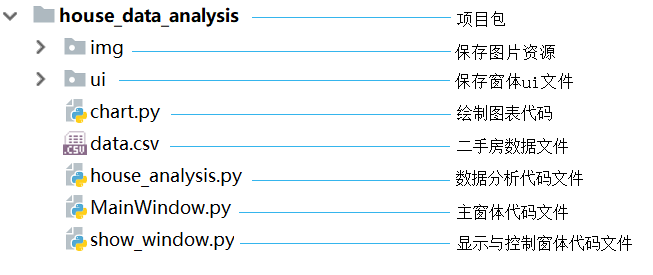 house_data_analysis 项目包
img 保存图片资源
ui 保存窗体ui文件
chart.py 绘制图表代码
data.csv 二手房数据文件
house_analysis.py 数据分析代码文件
MainWindow.py 主窗体代码文件
show_window.py 显示与控制窗体代码文件